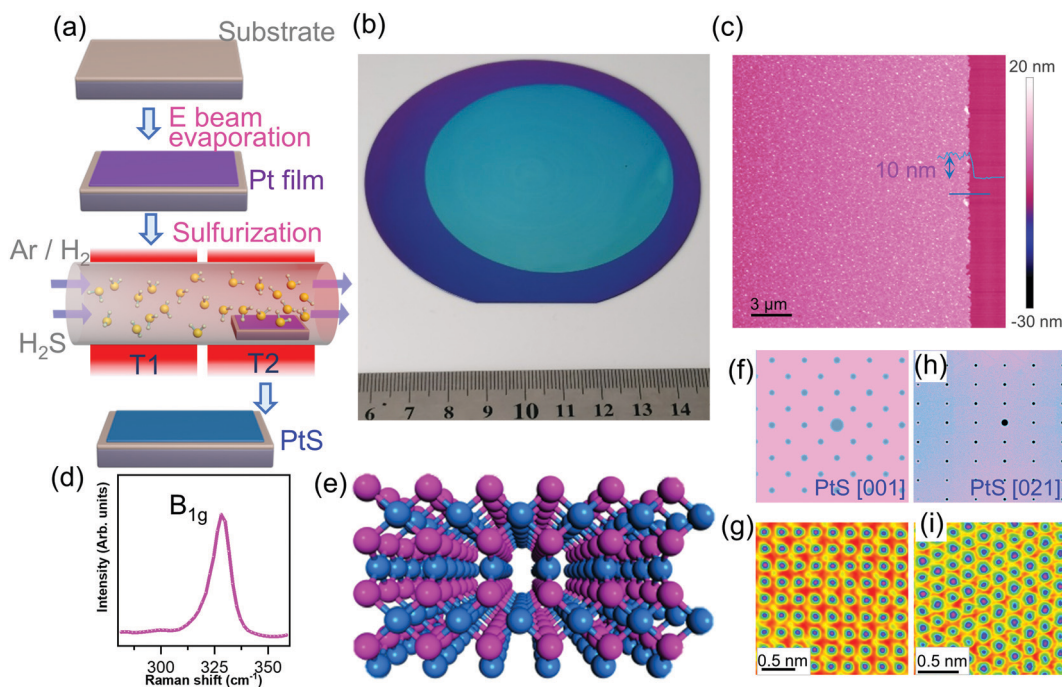 (a)
Substrate
E beam
evaporation
Pt film
Sulfurization
Ar / H₂
H₂S
T1
T2
PtS
(b)
6 7 8 9 10 11 12 13 14
(c)
20 nm
10 nm
3 μm
-30 nm
(d)
B₁g
Intensity (Arb. units)
300 325 350
Raman shift (cm⁻¹)
(e)
(f)
PtS [001]
(h)
PtS [021]
(g)
0.5 nm
(i)
0.5 nm